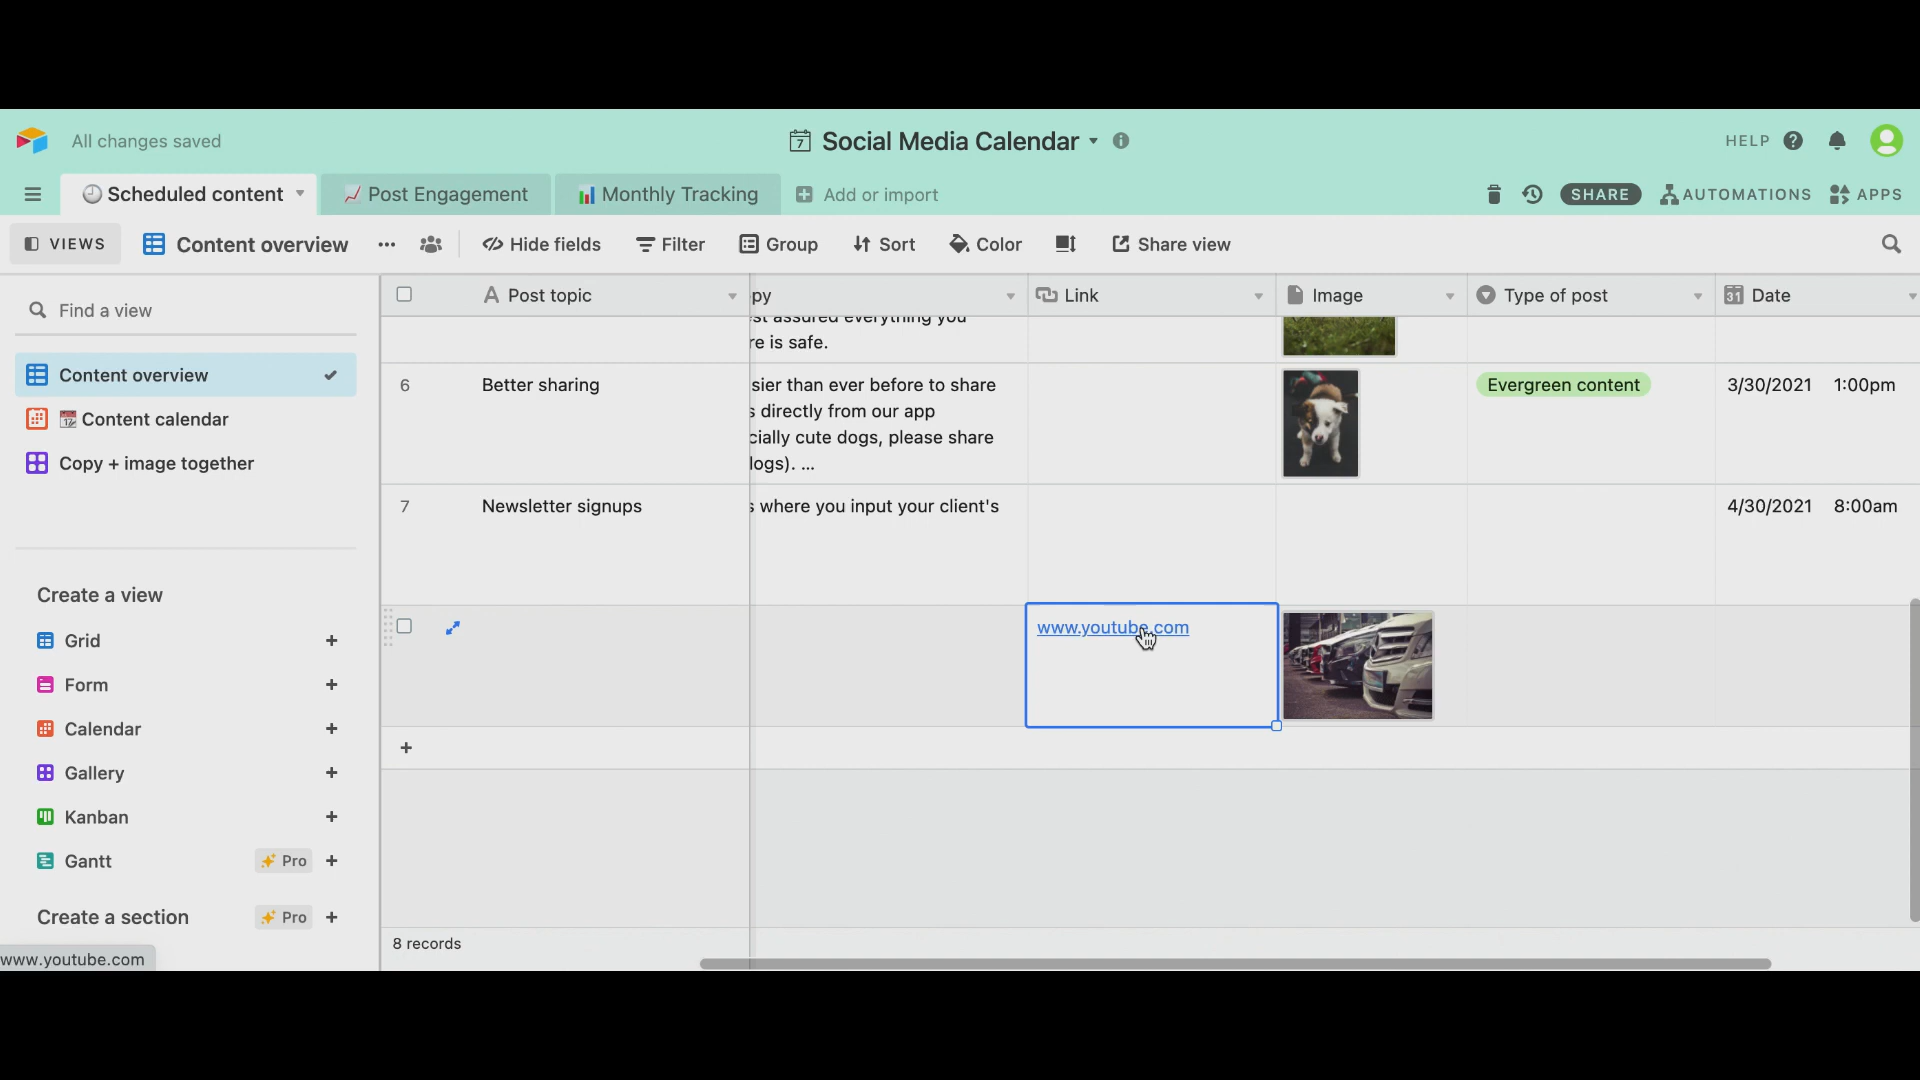 All changes saved
Social Media Calendar
HELP
Scheduled content
Post Engagement
Monthly Tracking
Add or import
SHARE
AUTOMATIONS
APPS
VIEWS
Content overview
Hide fields
Filter
Group
Sort
Color
Share view
Find a view
Content overview
Content calendar
Copy + image together
Create a view
Grid
Form
Calendar
Gallery
Kanban
Gantt
Pro
Create a section
Pro
www.youtube.com
Post topic
py
Link
Image
Type of post
31 Date
st assured everything you
re is safe.
6
Better sharing
sier than ever before to share
s directly from our app
cially cute dogs, please share
logs). ...
Evergreen content
3/30/2021 1:00pm
7
Newsletter signups
s where you input your client's
4/30/2021 8:00am
www.youtube.com
8 records